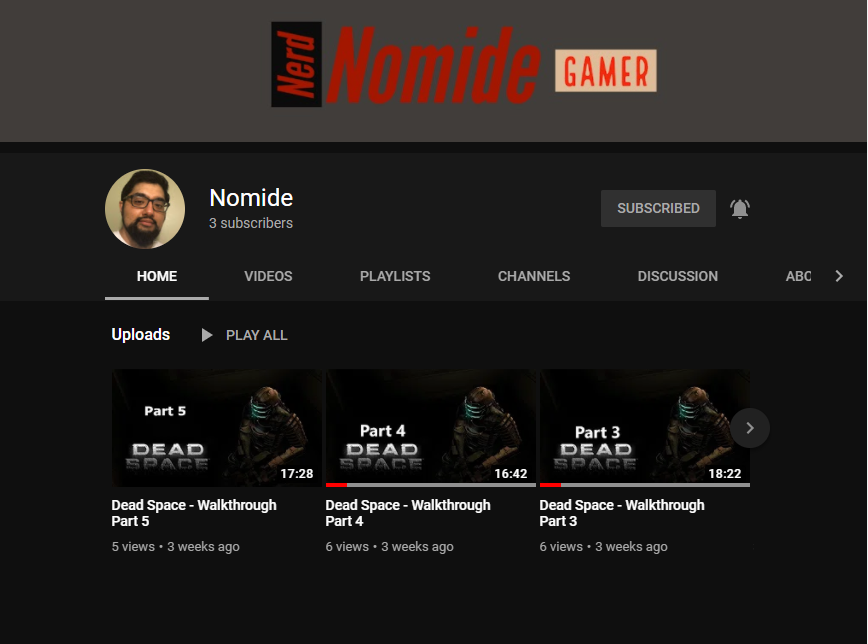 Nerd Nomide GAMER
Nomide
3 subscribers
SUBSCRIBED
HOME VIDEOS PLAYLISTS CHANNELS DISCUSSION ABC
Uploads PLAY ALL
Part 5
DEAD
SPACE
17:28
Part 4
DEAD
SPACE
16:42
Part 3
DEAD
SPACE
18:22
Dead Space - Walkthrough
Part 5
5 views • 3 weeks ago
Dead Space - Walkthrough
Part 4
6 views • 3 weeks ago
Dead Space - Walkthrough
Part 3
6 views • 3 weeks ago